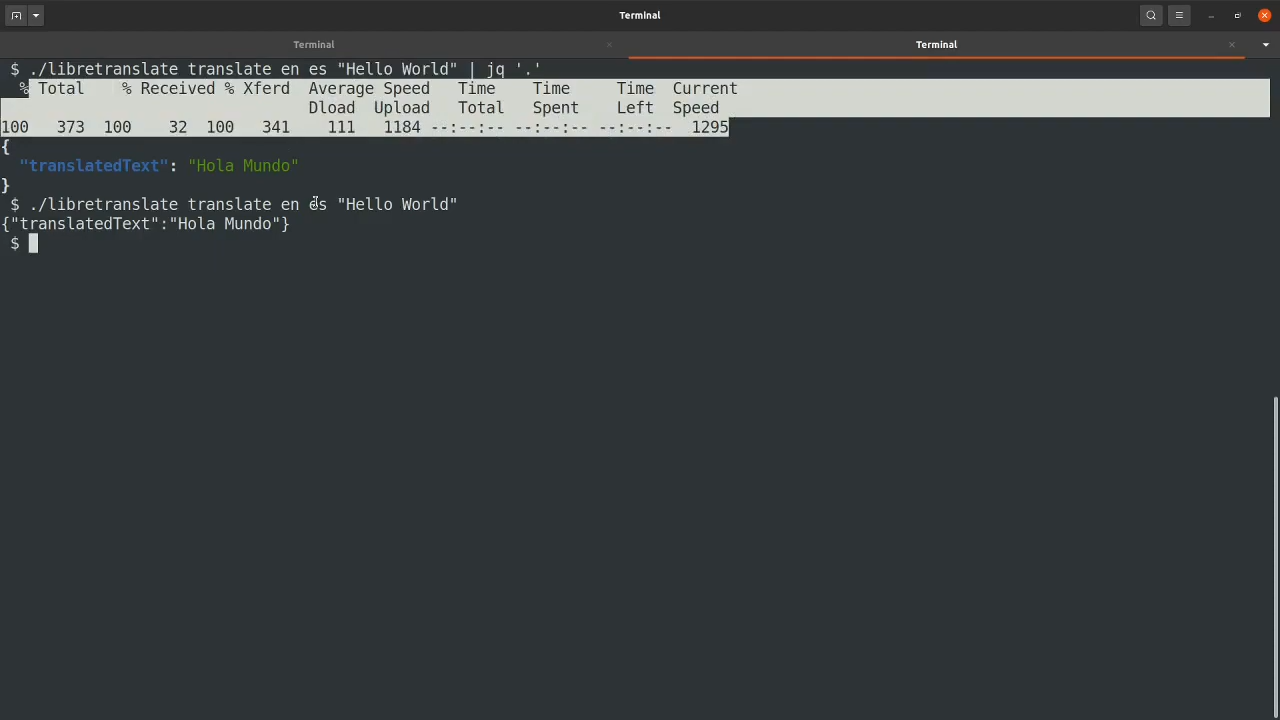 Terminal
Terminal
Terminal
$ ./libretranslate translate en es "Hello World" | jq '.'
% Total % Received % Xferd Average Speed Time Time Time Current
Dload Upload Total Spent Left Speed
100 373 100 32 100 341 111 1184 --:--:-- --:--:-- --:--:-- 1295
{
"translatedText": "Hola Mundo"
}
$ ./libretranslate translate en es "Hello World"
{"translatedText":"Hola Mundo"}
$